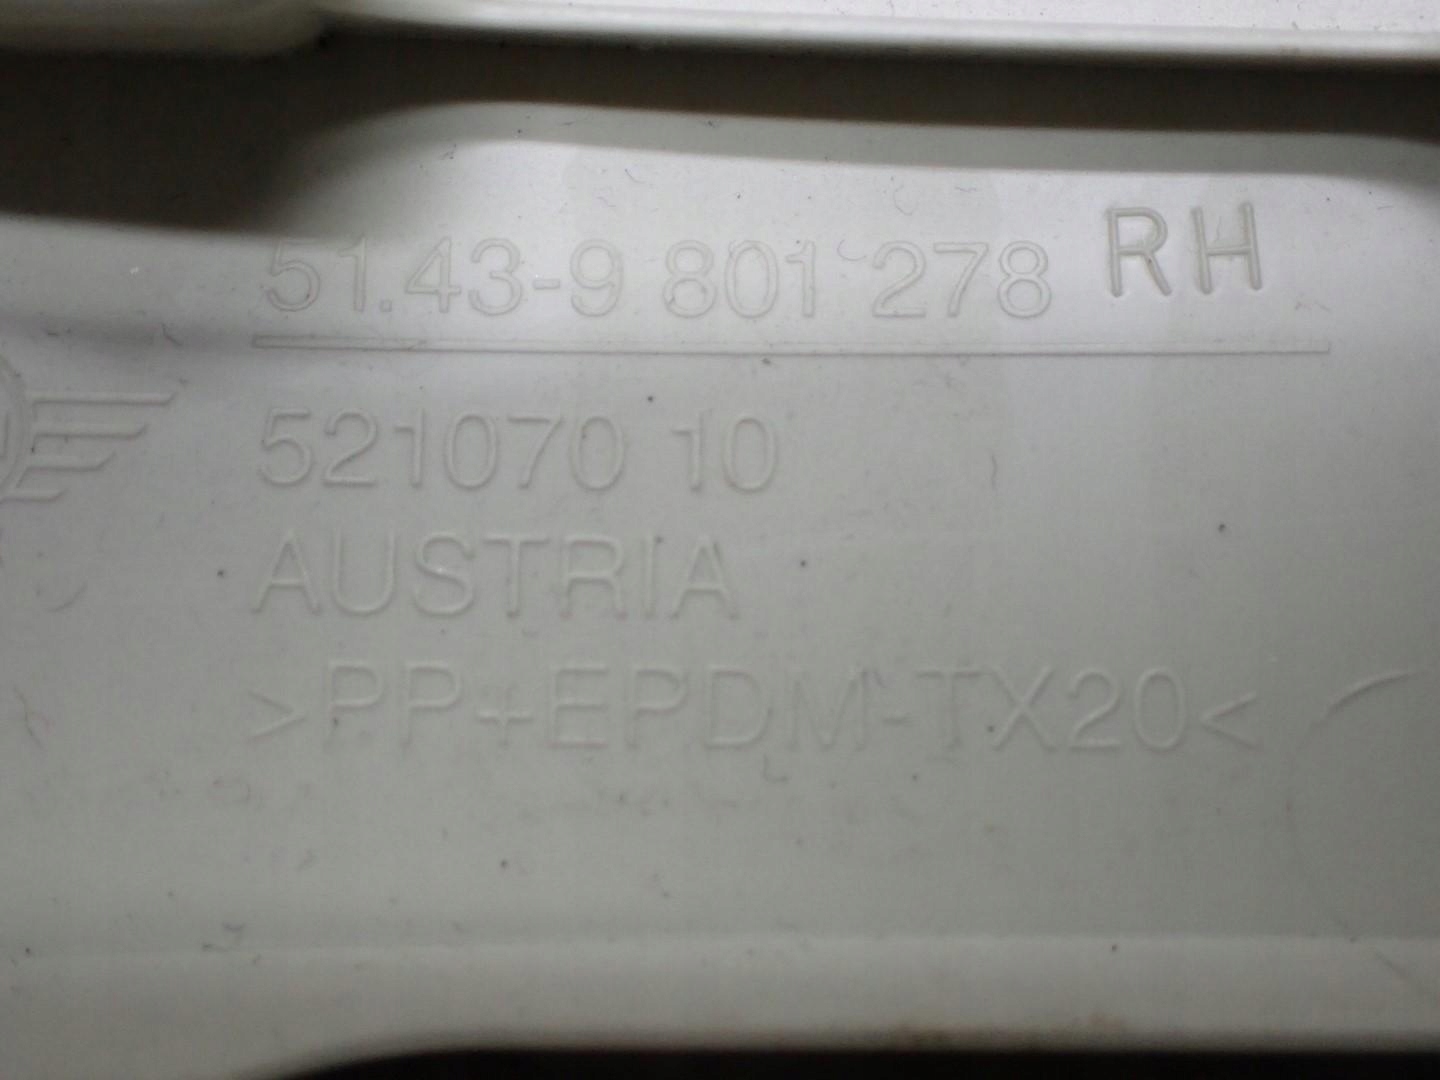 51.43-9 801 278 RH
521070 10
AUSTRIA
>PP+EPDM-TX20<